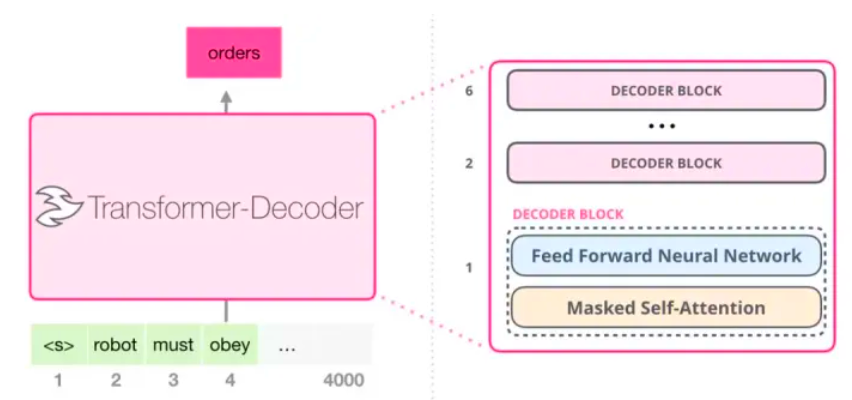 orders
Transformer-Decoder
<s> robot must obey ...
1 2 3 4 4000
6 DECODER BLOCK
...
2 DECODER BLOCK
DECODER BLOCK
1
Feed Forward Neural Network
Masked Self-Attention